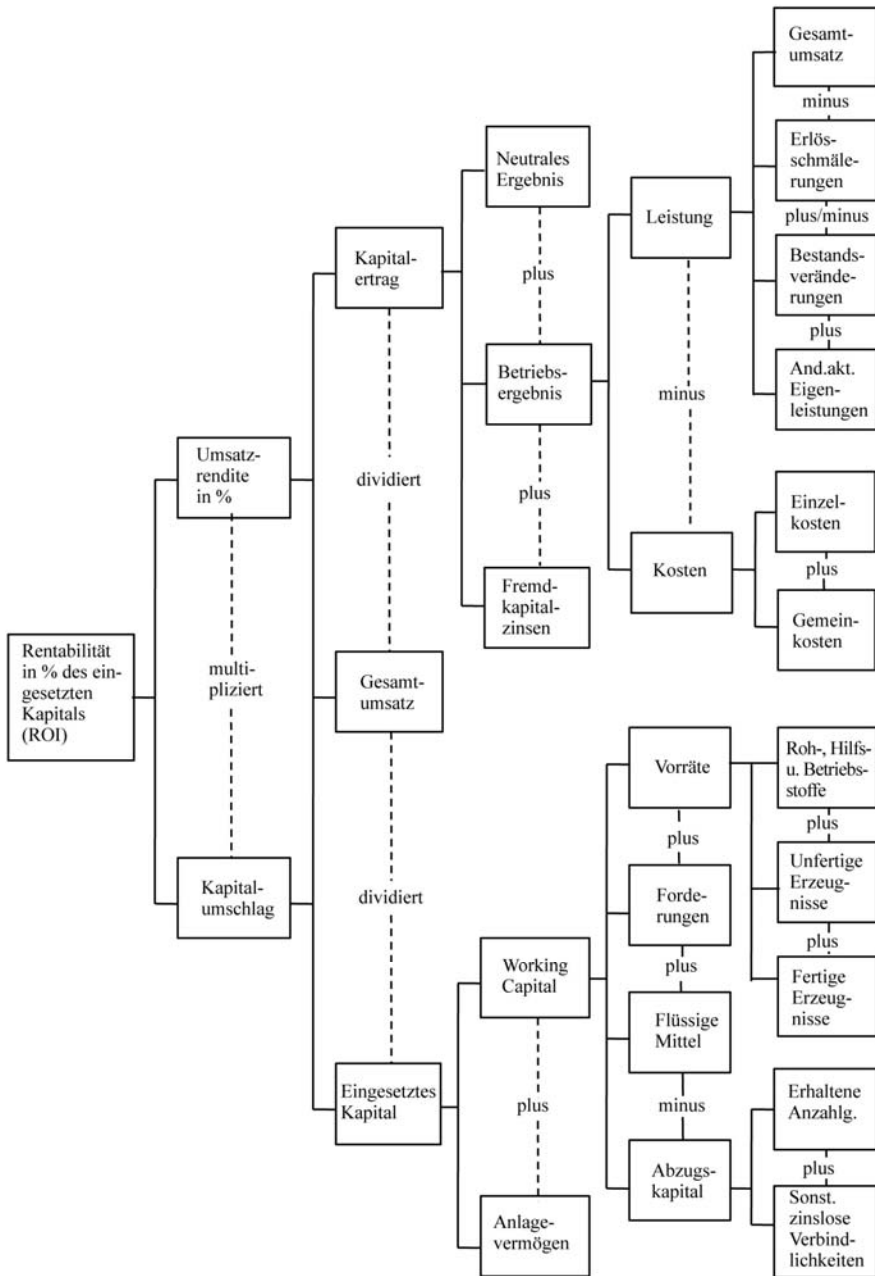 Gesamt-
umsatz
minus
Erlös-
schmäle-
rungen
plus/minus
Bestands-
verände-
rungen
plus
And.akt.
Eigen-
leistungen
Neutrales
Ergebnis
plus
Betriebs-
ergebnis
plus
Fremd-
kapital-
zinsen
Leistung
minus
Kosten
Einzel-
kosten
plus
Gemein-
kosten
Kapital-
ertrag
dividiert
Gesamt-
umsatz
dividiert
Eingesetztes
Kapital
Umsatz-
rendite
in %
multi-
pliziert
Kapital-
umschlag
Rentabilität
in % des ein-
gesetzten
Kapitals
(ROI)
Working
Capital
plus
Anlage-
vermögen
Vorräte
plus
Forde-
rungen
plus
Flüssige
Mittel
minus
Abzugs-
kapital
Roh-, Hilfs-
u. Betriebs-
stoffe
plus
Unfertige
Erzeug-
nisse
plus
Fertige
Erzeug-
nisse
Erhaltene
Anzahlg.
plus
Sonst.
zinslose
Verbind-
lichkeiten